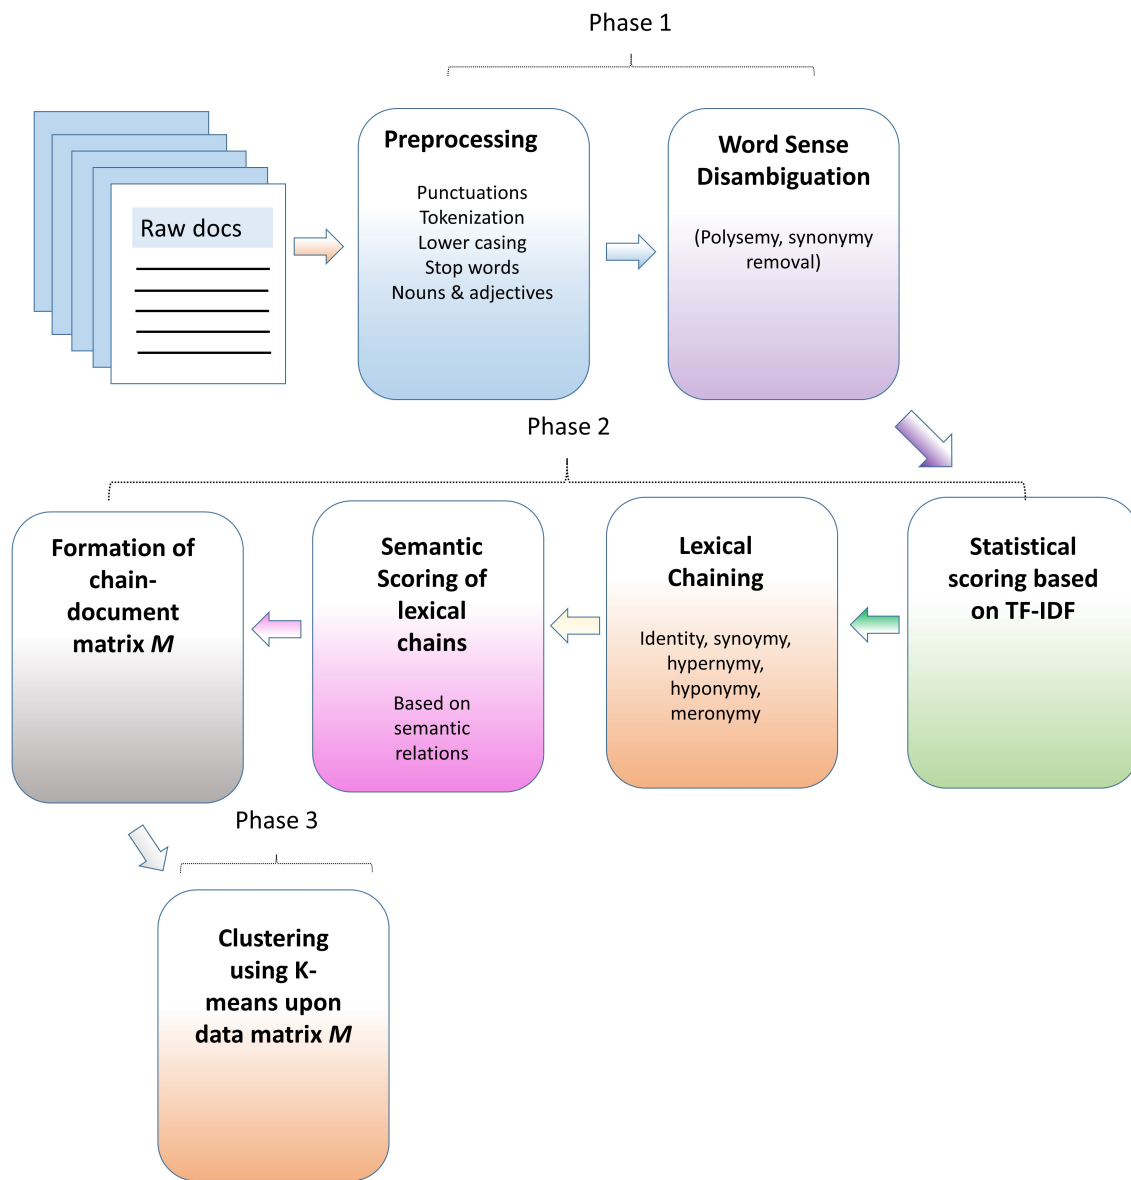 Phase 1
Raw docs
Preprocessing
Punctuations
Tokenization
Lower casing
Stop words
Nouns & adjectives
Word Sense
Disambiguation
(Polysemy, synonymy
removal)
Phase 2
Formation of
chain-
document
matrix M
Semantic
Scoring of
lexical
chains
Based on
semantic
relations
Lexical
Chaining
Identity, synoymy,
hypernymy,
hyponymy,
meronymy
Statistical
scoring based
on TF-IDF
Phase 3
Clustering
using K-
means upon
data matrix M